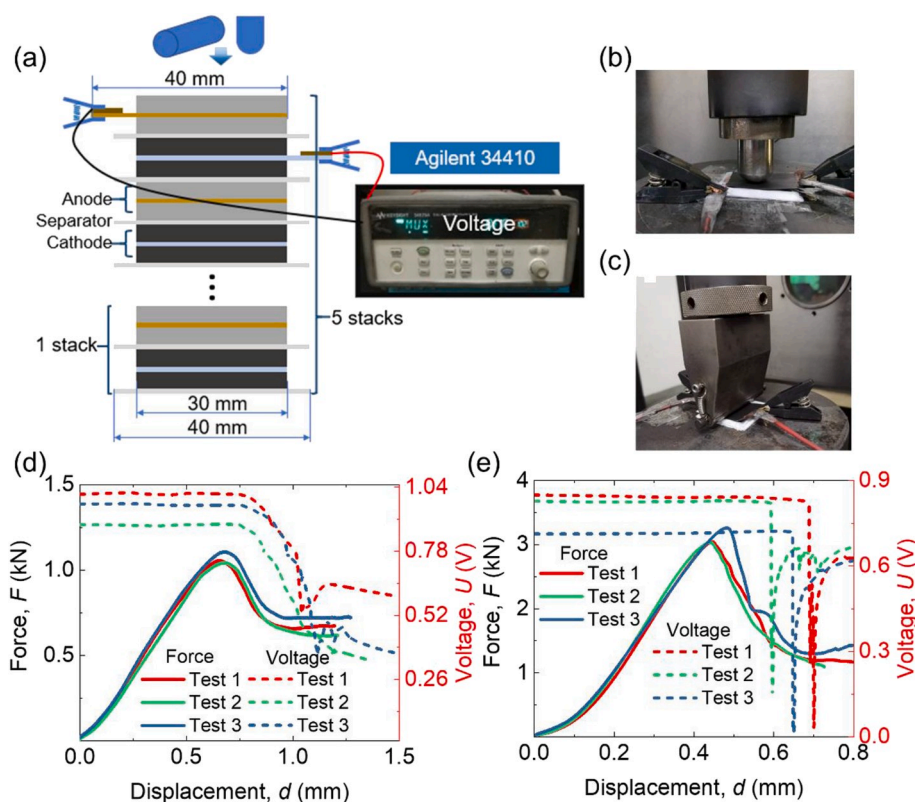 (a)
40 mm
Agilent 34410
Voltage
Anode
Separator
Cathode
5 stacks
1 stack
30 mm
40 mm
(b)
(c)
(d)
1.5
1.0
0.5
Force, F (kN)
0.0
0.5
1.0
1.5
Displacement, d (mm)
1.04
0.78
0.52
0.26
0.00
Voltage, U (V)
Force
Test 1
Test 2
Test 3
Voltage
Test 1
Test 2
Test 3
(e)
4
3
2
1
Force, F (kN)
0.0
0.2
0.4
0.6
0.8
Displacement, d (mm)
0.9
0.6
0.3
0.0
Voltage, U (V)
Force
Test 1
Test 2
Test 3
Voltage
Test 1
Test 2
Test 3